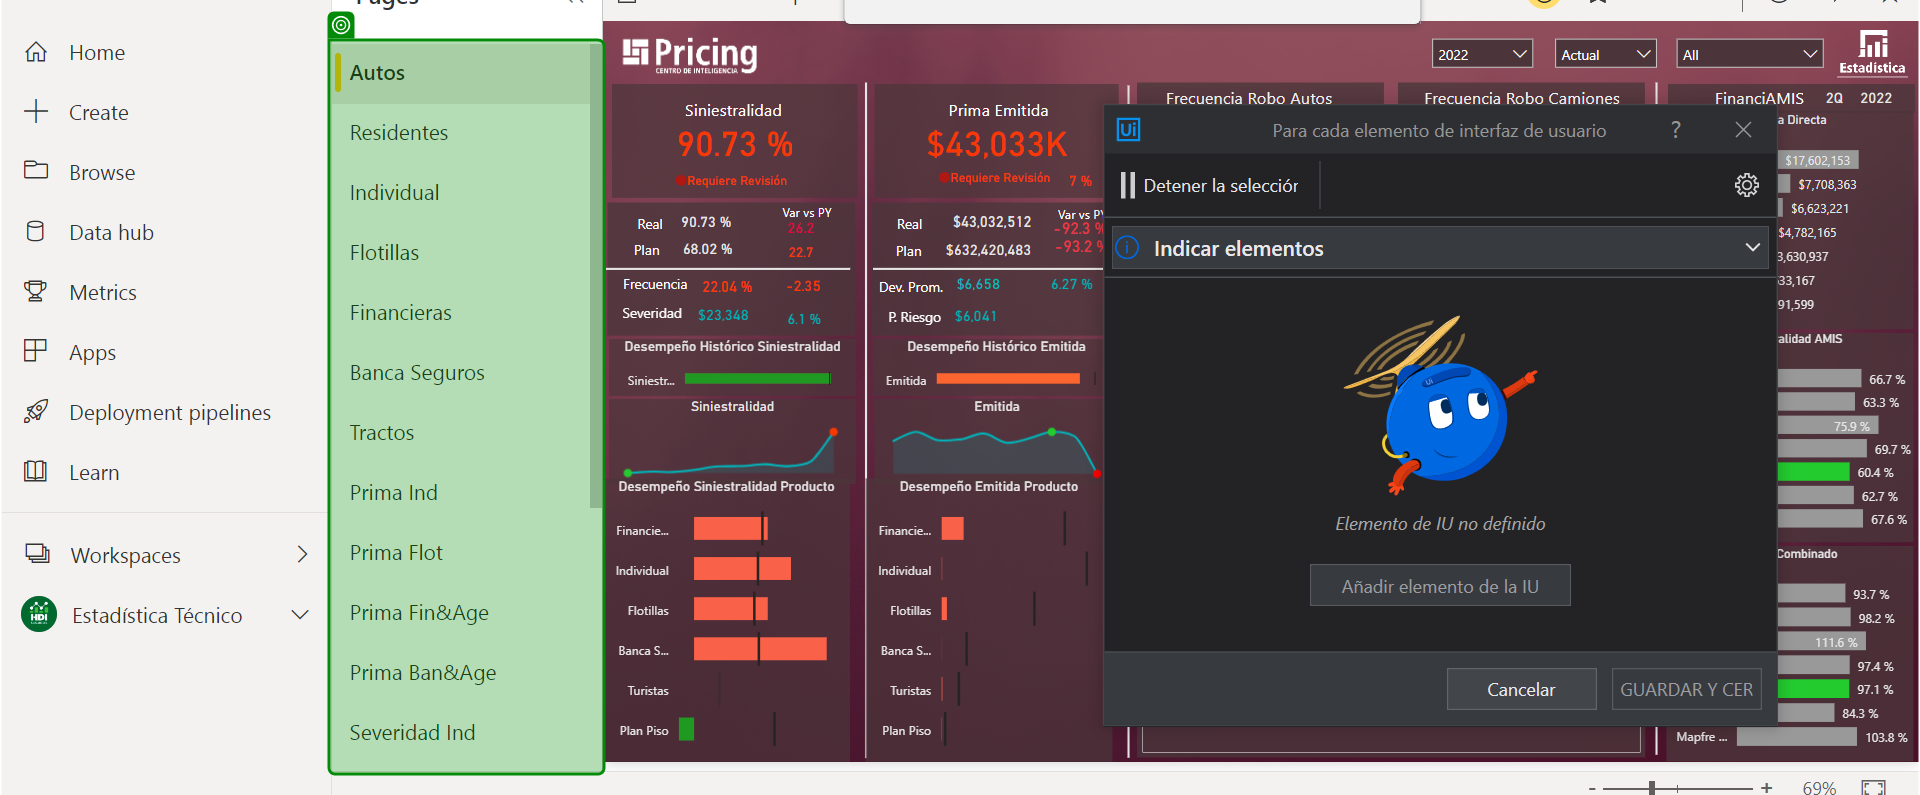 Pages
Home
Create
Browse
Data hub
Metrics
Apps
Deployment pipelines
Learn
Workspaces
Estadística Técnico
HDI
Autos
Residentes
Individual
Flotillas
Financieras
Banca Seguros
Tractos
Prima Ind
Prima Flot
Prima Fin&Age
Prima Ban&Age
Severidad Ind
Pricing
CENTRO DE INTELIGENCIA
2022
Actual
All
Estadística
Siniestralidad
90.73 %
Requiere Revisión
Real 90.73 % Var vs PY 26.2
Plan 68.02 % 22.7
Frecuencia 22.04 % -2.35
Severidad $23,348 6.1 %
Desempeño Histórico Siniestralidad
Siniestr...
Siniestralidad
Desempeño Siniestralidad Producto
Financie...
Individual
Flotillas
Banca S...
Turistas
Plan Piso
Prima Emitida
$43,033K
Requiere Revisión 7 %
Real $43,032,512 Var vs PY -92.3 %
Plan $632,420,483 -93.2 %
Dev. Prom. $6,658 6.27 %
P. Riesgo $6,041
Desempeño Histórico Emitida
Emitida
Emitida
Desempeño Emitida Producto
Financie...
Individual
Flotillas
Banca S...
Turistas
Plan Piso
Frecuencia Robo Autos
Frecuencia Robo Camiones
FinanciAMIS 2Q 2022
a Directa
$17,602,153
$7,708,363
$6,623,221
$4,782,165
3,630,937
33,167
91,599
alidad AMIS
66.7 %
63.3 %
75.9 %
69.7 %
60.4 %
62.7 %
67.6 %
Combinado
93.7 %
98.2 %
111.6 %
97.4 %
97.1 %
84.3 %
Mapfre ... 103.8 %
Ui
Para cada elemento de interfaz de usuario
?
Detener la selecciór
Indicar elementos
Ui
Elemento de IU no definido
Añadir elemento de la IU
Cancelar
GUARDAR Y CER
- + 69%